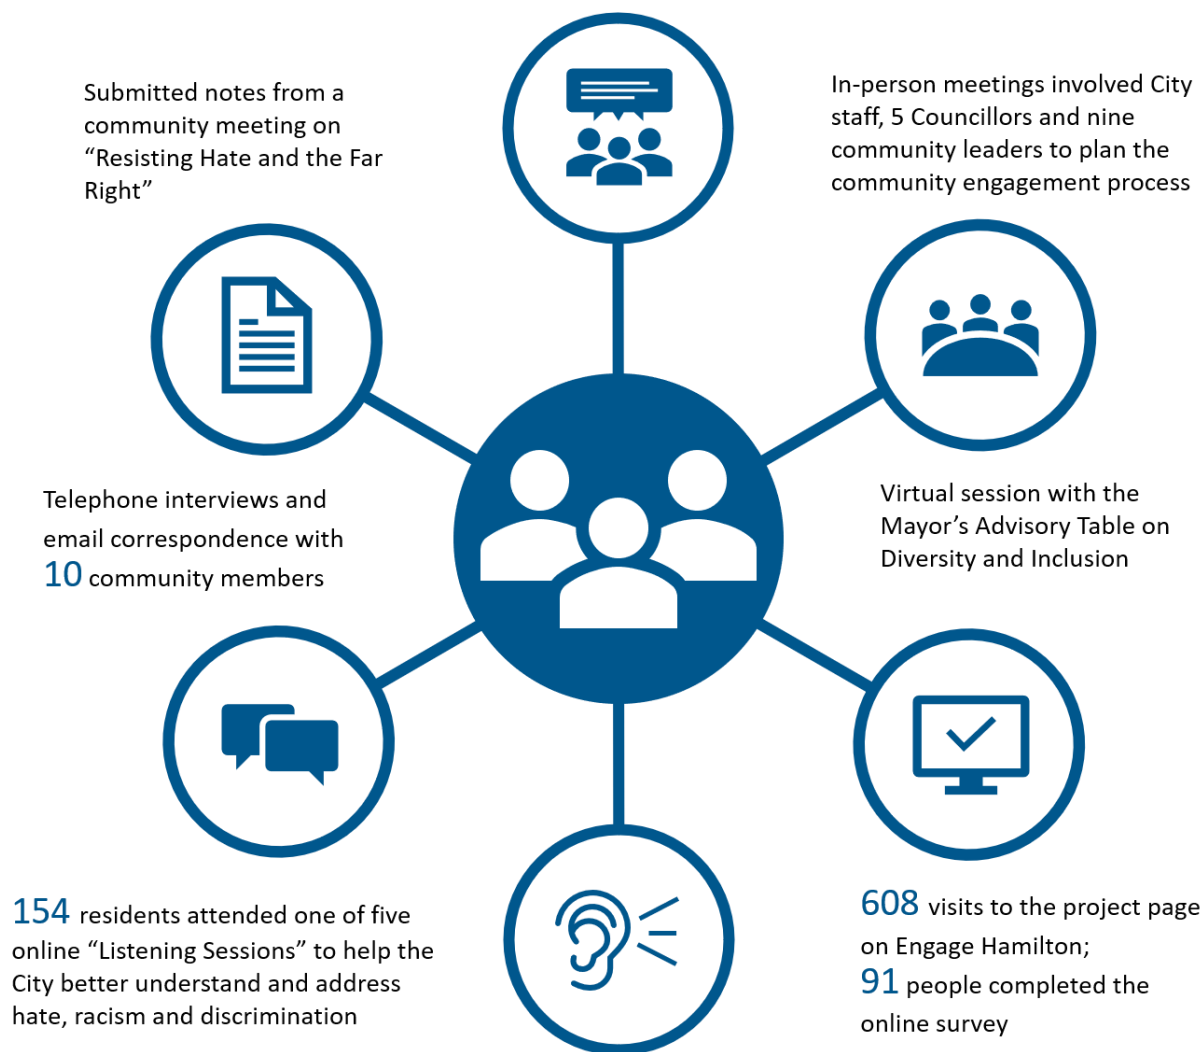 Submitted notes from a
community meeting on
“Resisting Hate and the Far
Right”
In-person meetings involved City
staff, 5 Councillors and nine
community leaders to plan the
community engagement process
Telephone interviews and
email correspondence with
10 community members
Virtual session with the
Mayor’s Advisory Table on
Diversity and Inclusion
154 residents attended one of five
online “Listening Sessions” to help the
City better understand and address
hate, racism and discrimination
608 visits to the project page
on Engage Hamilton;
91 people completed the
online survey